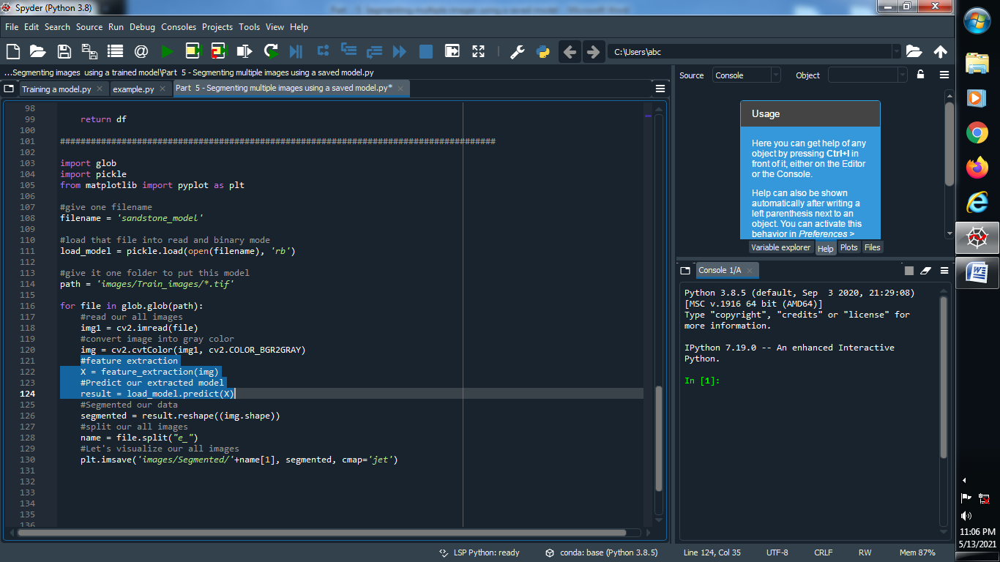 Spyder (Python 3.8)
File Edit Search Source Run Debug Consoles Projects Tools View Help
C:\Users\abc
...Segmenting images using a trained model\Part 5 - Segmenting multiple images using a saved model.py
Training a model.py
example.py
Part 5 - Segmenting multiple images using a saved model.py*
98
99 return df
100
101 #####################################################################################
102
103 import glob
104 import pickle
105 from matplotlib import pyplot as plt
106
107 #give one filename
108 filename = 'sandstone_model'
109
110 #load that file into read and binary mode
111 load_model = pickle.load(open(filename), 'rb')
112
113 #give it one folder to put this model
114 path = 'images/Train_images/*.tif'
115
116 for file in glob.glob(path):
117 #read our all images
118 img1 = cv2.imread(file)
119 #convert image into gray color
120 img = cv2.cvtColor(img1, cv2.COLOR_BGR2GRAY)
121 #feature extraction
122 X = feature_extraction(img)
123 #Predict our extracted model
124 result = load_model.predict(X)
125 #Segmented our data
126 segmented = result.reshape((img.shape))
127 #split our all images
128 name = file.split("e_")
129 #Let's visualize our all images
130 plt.imsave('images/Segmented/'+name[1], segmented, cmap='jet')
131
132
133
134
135
136
Source Console Object
Usage
Here you can get help of any
object by pressing Ctrl+I in
front of it, either on the Editor
or the Console.
Help can also be shown
automatically after writing a
left parenthesis next to an
object. You can activate this
behavior in Preferences >
Variable explorer Help Plots Files
Console 1/A
Python 3.8.5 (default, Sep 3 2020, 21:29:08)
[MSC v.1916 64 bit (AMD64)]
Type "copyright", "credits" or "license" for
more information.
IPython 7.19.0 -- An enhanced Interactive
Python.
In [1]:
LSP Python: ready conda: base (Python 3.8.5) Line 124, Col 35 UTF-8 CRLF RW Mem 87%
11:06 PM
5/13/2021